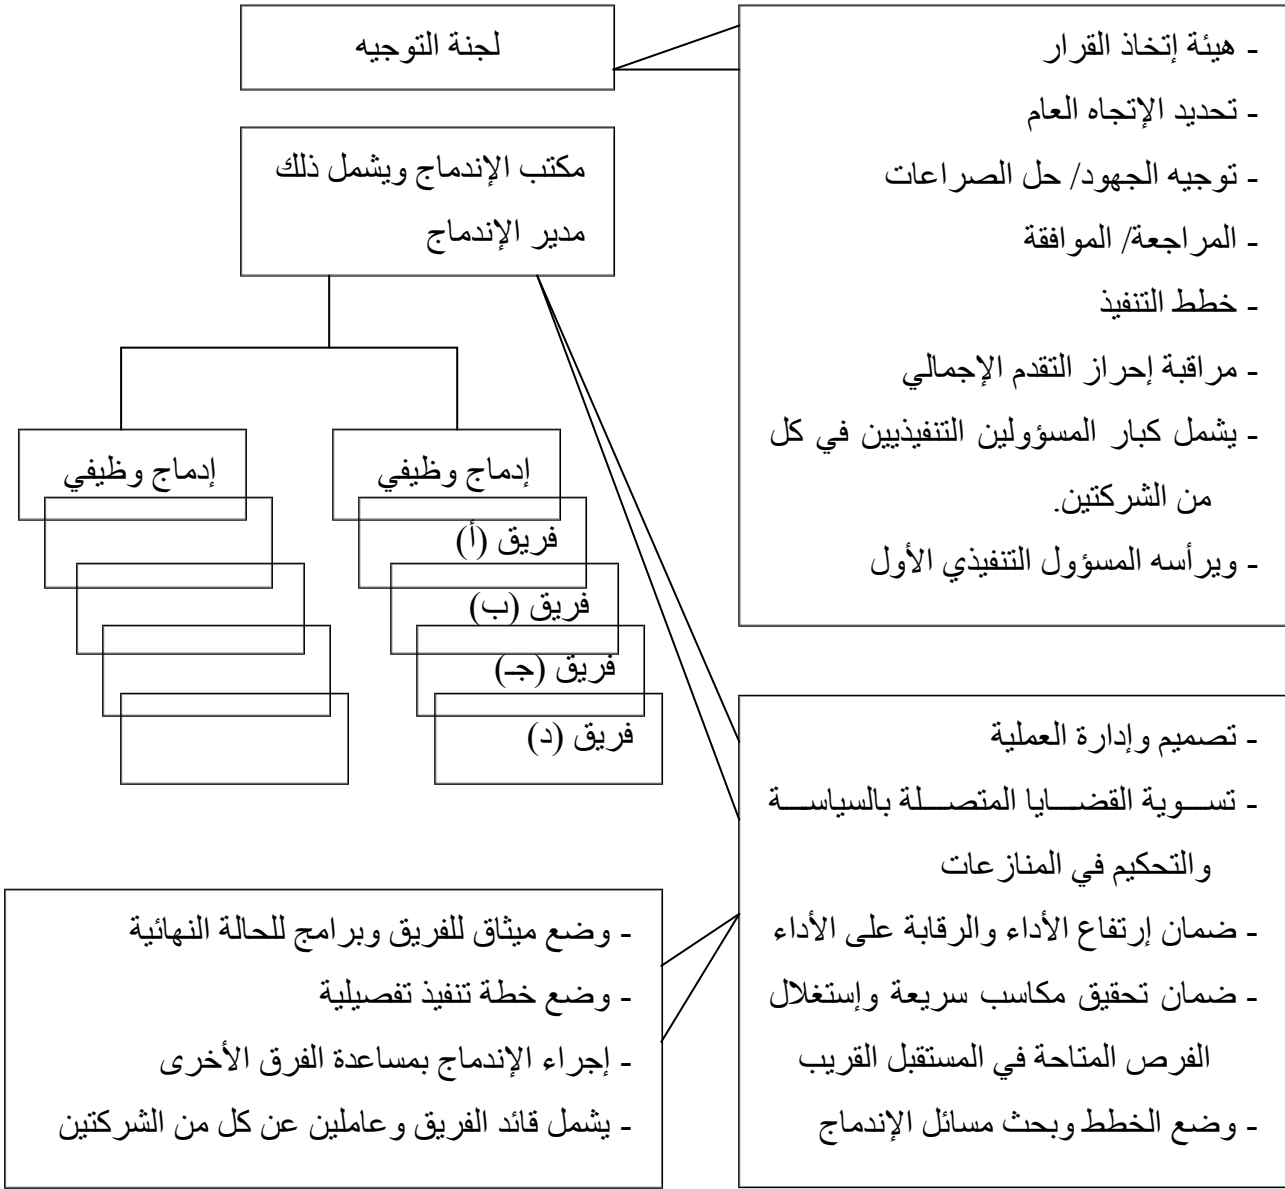 لجنة التوجيه
- هيئة إتخاذ القرار
- تحديد الإتجاه العام
- توجيه الجهود/ حل الصراعات
- المراجعة/ الموافقة
- خطط التنفيذ
- مراقبة إحراز التقدم الإجمالي
- يشمل كبار المسؤولين التنفيذيين في كل
من الشركتين.
- ويرأسه المسؤول التنفيذي الأول
مكتب الإندماج ويشمل ذلك
مدير الإندماج
إدماج وظيفي
فريق (أ)
فريق (ب)
فريق (جـ)
فريق (د)
إدماج وظيفي
- تصميم وإدارة العملية
- تســوية القضــايا المتصــلة بالسياســة
والتحكيم في المنازعات
- ضمان إرتفاع الأداء والرقابة على الأداء
- ضمان تحقيق مكاسب سريعة وإستغلال
الفرص المتاحة في المستقبل القريب
- وضع الخطط وبحث مسائل الإندماج
- وضع ميثاق للفريق وبرامج للحالة النهائية
- وضع خطة تنفيذ تفصيلية
- إجراء الإندماج بمساعدة الفرق الأخرى
- يشمل قائد الفريق وعاملين عن كل من الشركتين